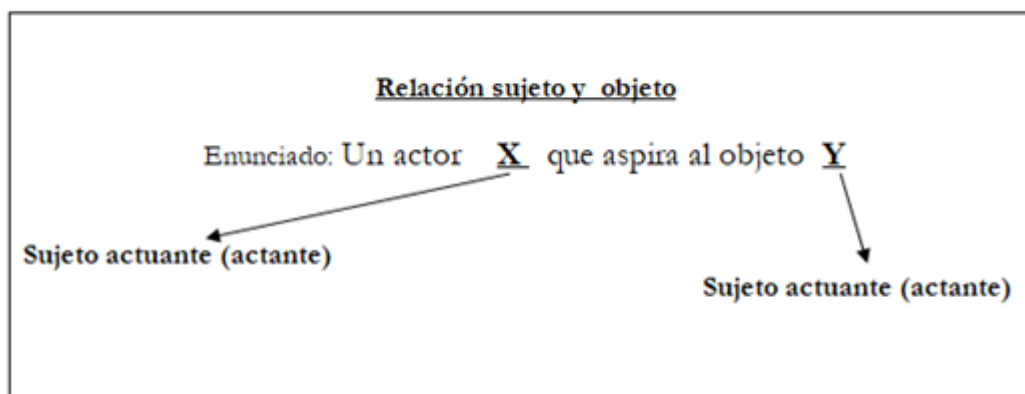 Relación sujeto y objeto
Enunciado: Un actor X que aspira al objeto Y
Sujeto actuante (actante)
Sujeto actuante (actante)